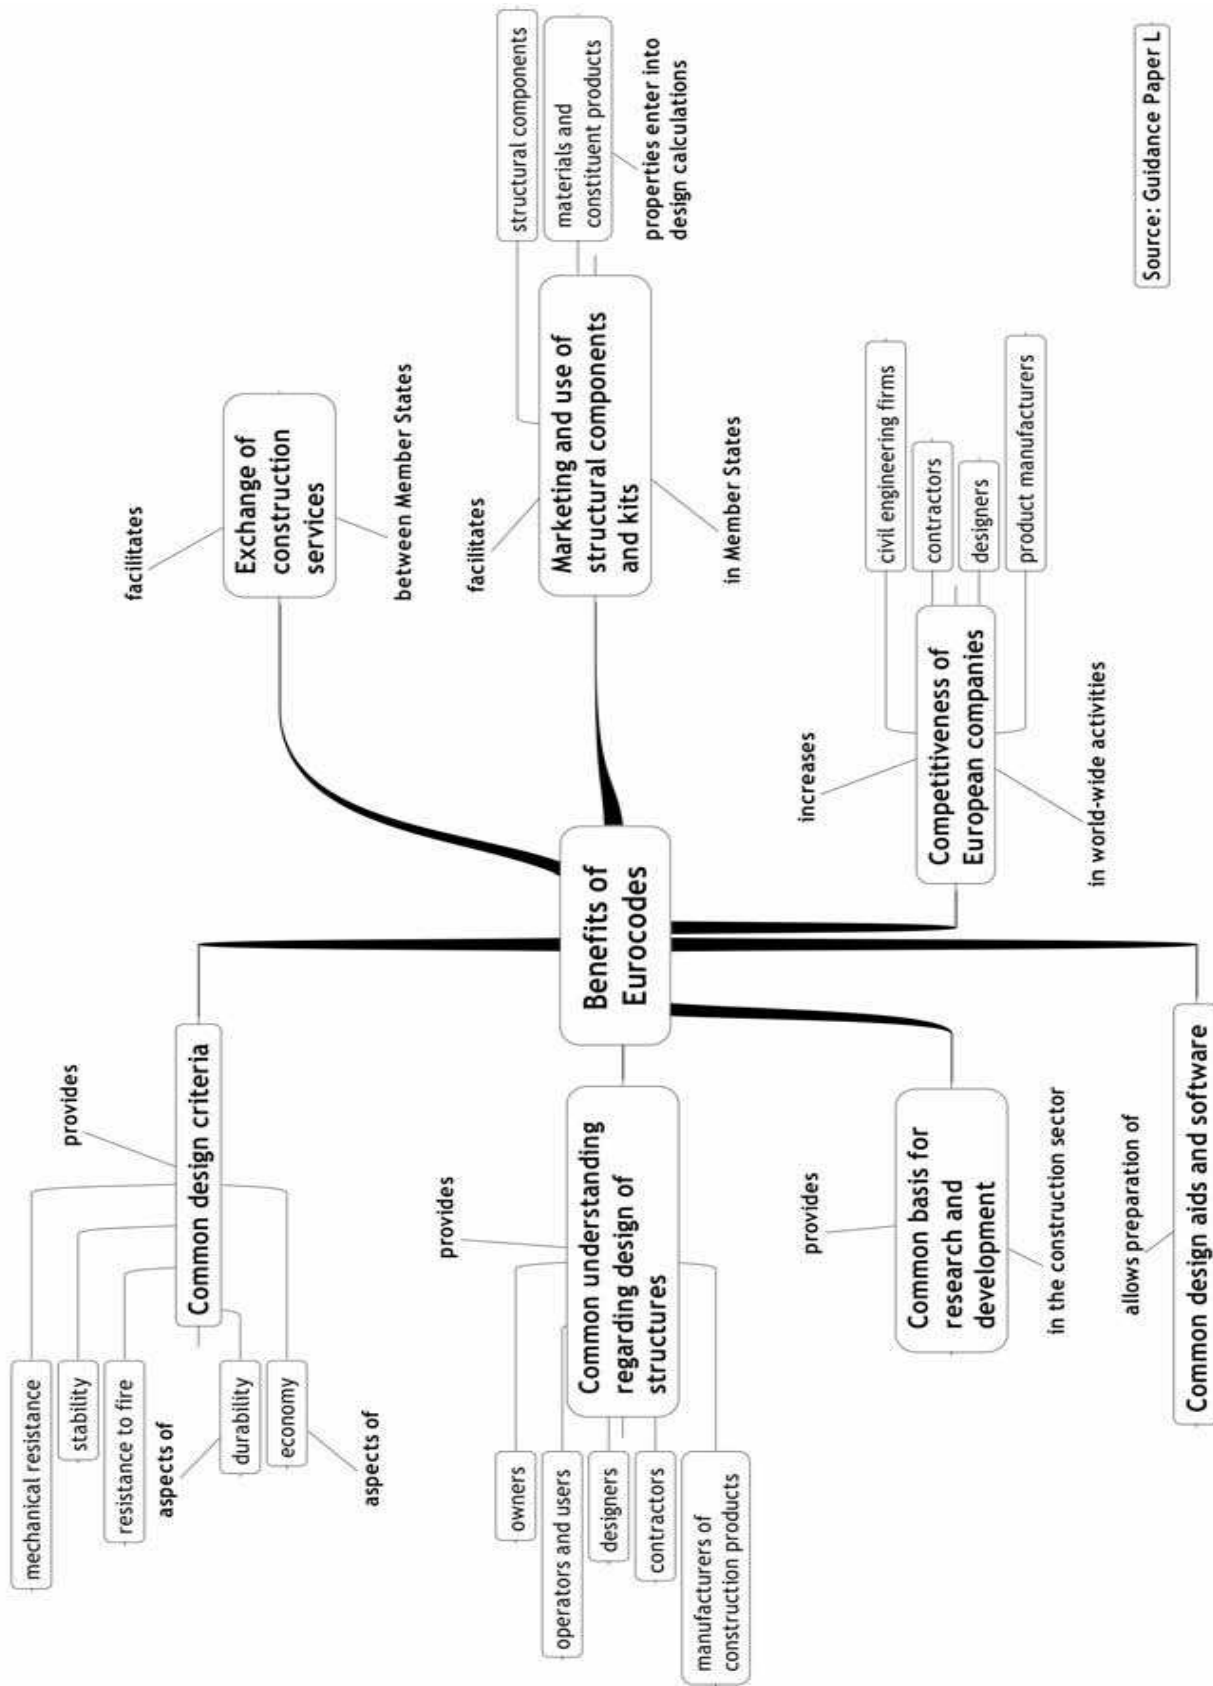 provides
Common design criteria
mechanical resistance
stability
resistance to fire
aspects of
durability
economy
aspects of
provides
Common understanding
regarding design of
structures
owners
operators and users
designers
contractors
manufacturers of
construction products
provides
Common basis for
research and
development
in the construction sector
allows preparation of
Common design aids and software
Benefits of
Eurocodes
facilitates
Exchange of
construction
services
between Member States
facilitates
Marketing and use of
structural components
and kits
in Member States
structural components
materials and
constituent products
properties enter into
design calculations
increases
Competitiveness of
European companies
in world-wide activities
civil engineering firms
contractors
designers
product manufacturers
Source: Guidance Paper L